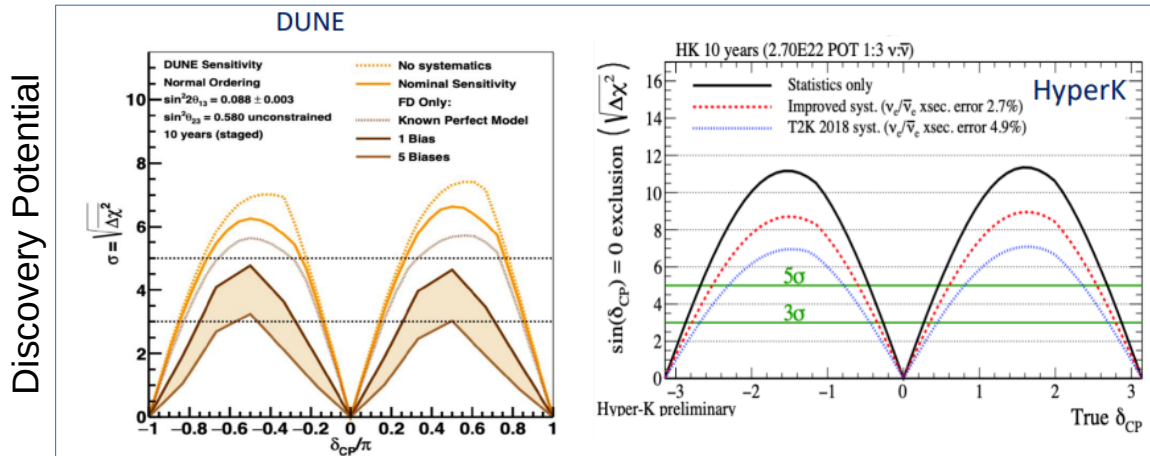 Discovery Potential
DUNE
DUNE Sensitivity
Normal Ordering
sin²2θ₁₃ = 0.088 ± 0.003
sin²θ₂₃ = 0.580 unconstrained
10 years (staged)
No systematics
Nominal Sensitivity
FD Only:
Known Perfect Model
1 Bias
5 Biases
σ = √Δχ²
10
8
6
4
2
0
−1 −0.8 −0.6 −0.4 −0.2 0 0.2 0.4 0.6 0.8 1
δCP/π
HK 10 years (2.70E22 POT 1:3 ν:ν̄)
HyperK
Statistics only
Improved syst. (νₑ/ν̄ₑ xsec. error 2.7%)
T2K 2018 syst. (νₑ/ν̄ₑ xsec. error 4.9%)
sin(δCP) = 0 exclusion (√Δχ²)
16
14
12
10
8
6
4
2
0
5σ
3σ
−3 −2 −1 0 1 2 3
Hyper-K preliminary
True δCP